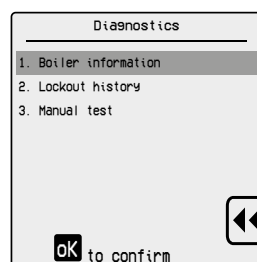 Diagnostics
1. Boiler information
2. Lockout history
3. Manual test
OK to confirm